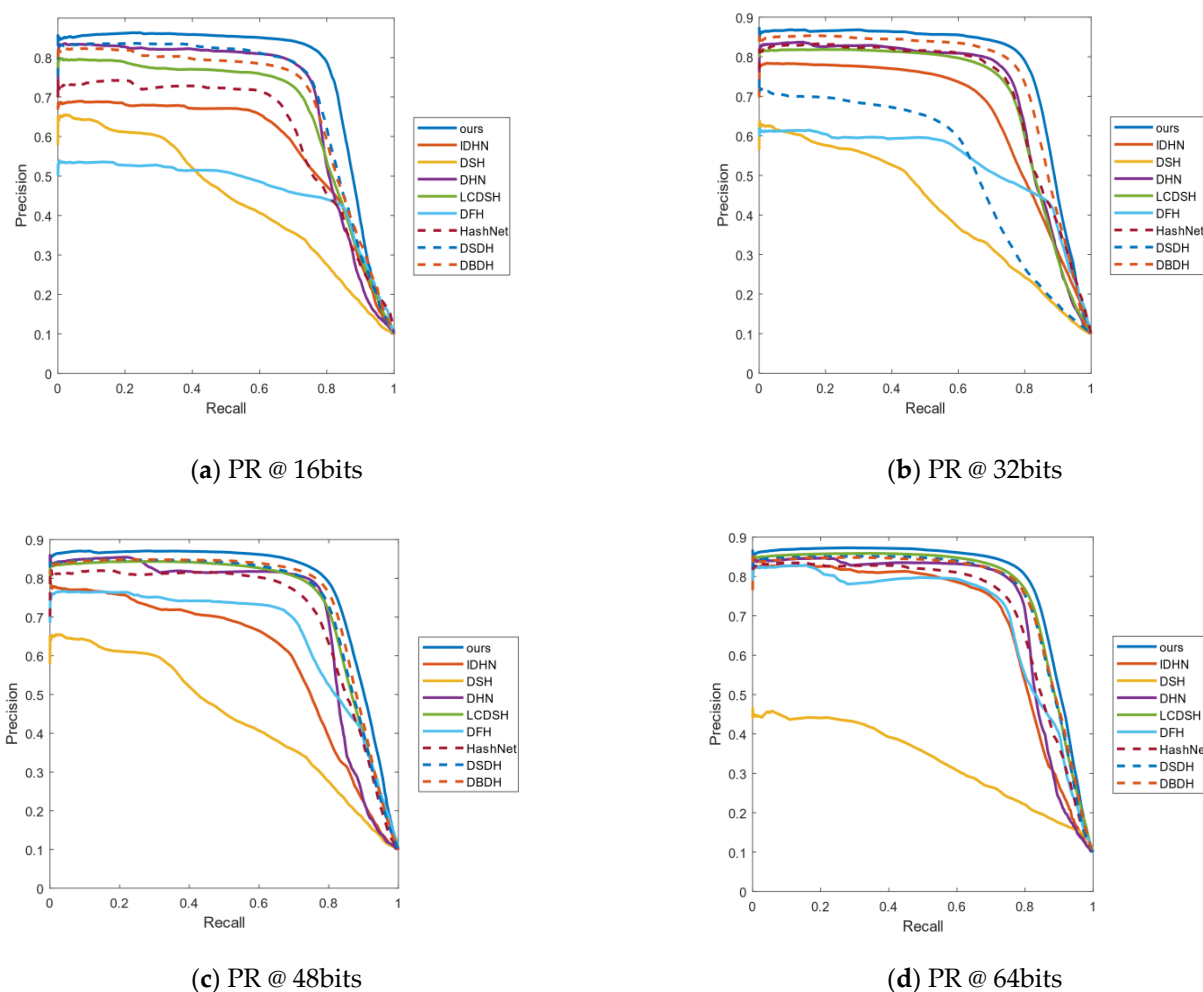 0.8
0.7
0.6
0.5
0.4
0.3
0.2
0.1
0
Precision
0 0.2 0.4 0.6 0.8 1
Recall
ours
IDHN
DSH
DHN
LCDSH
DFH
HashNet
DSDH
DBDH
(a) PR @ 16bits
0.9
0.8
0.7
0.6
0.5
0.4
0.3
0.2
0.1
0
Precision
0 0.2 0.4 0.6 0.8 1
Recall
ours
IDHN
DSH
DHN
LCDSH
DFH
HashNet
DSDH
DBDH
(b) PR @ 32bits
0.9
0.8
0.7
0.6
0.5
0.4
0.3
0.2
0.1
0
Precision
0 0.2 0.4 0.6 0.8 1
Recall
ours
IDHN
DSH
DHN
LCDSH
DFH
HashNet
DSDH
DBDH
(c) PR @ 48bits
0.9
0.8
0.7
0.6
0.5
0.4
0.3
0.2
0.1
0
Precision
0 0.2 0.4 0.6 0.8 1
Recall
ours
IDHN
DSH
DHN
LCDSH
DFH
HashNet
DSDH
DBDH
(d) PR @ 64bits